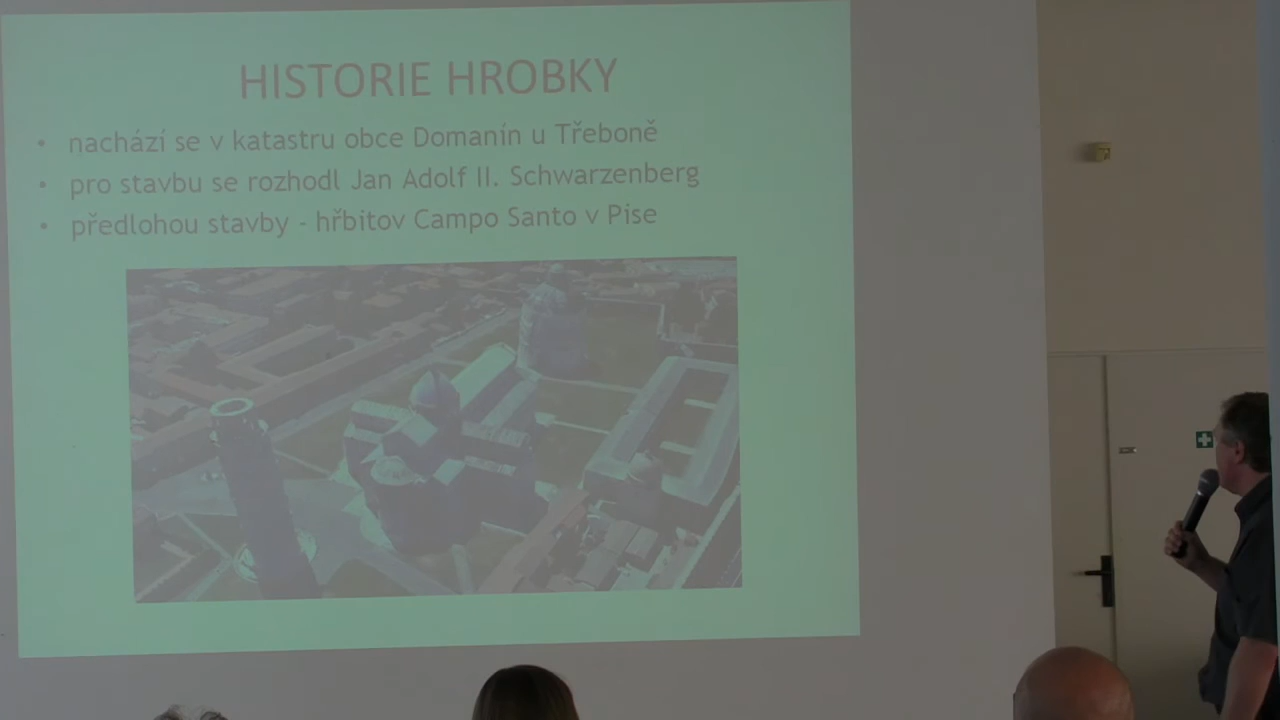 HISTORIE HROBKY
• nachází se v katastru obce Domanín u Třeboně
• pro stavbu se rozhodl Jan Adolf II. Schwarzenberg
• předlohou stavby - hřbitov Campo Santo v Pise